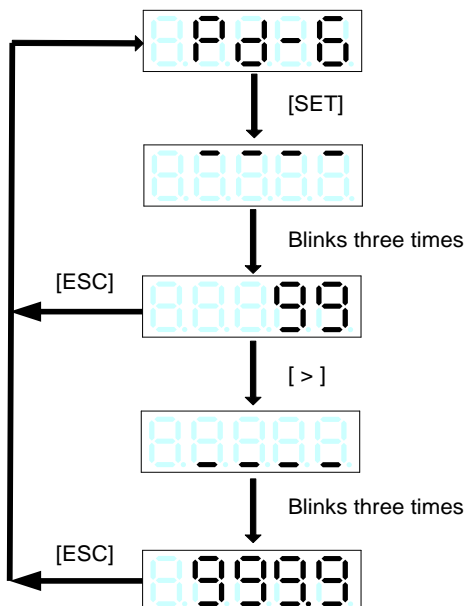 Pd-6
[SET]
‾ ‾ ‾ ‾
Blinks three times
[ESC]
99
[ > ]
_ _ _ _
Blinks three times
[ESC]
999.9